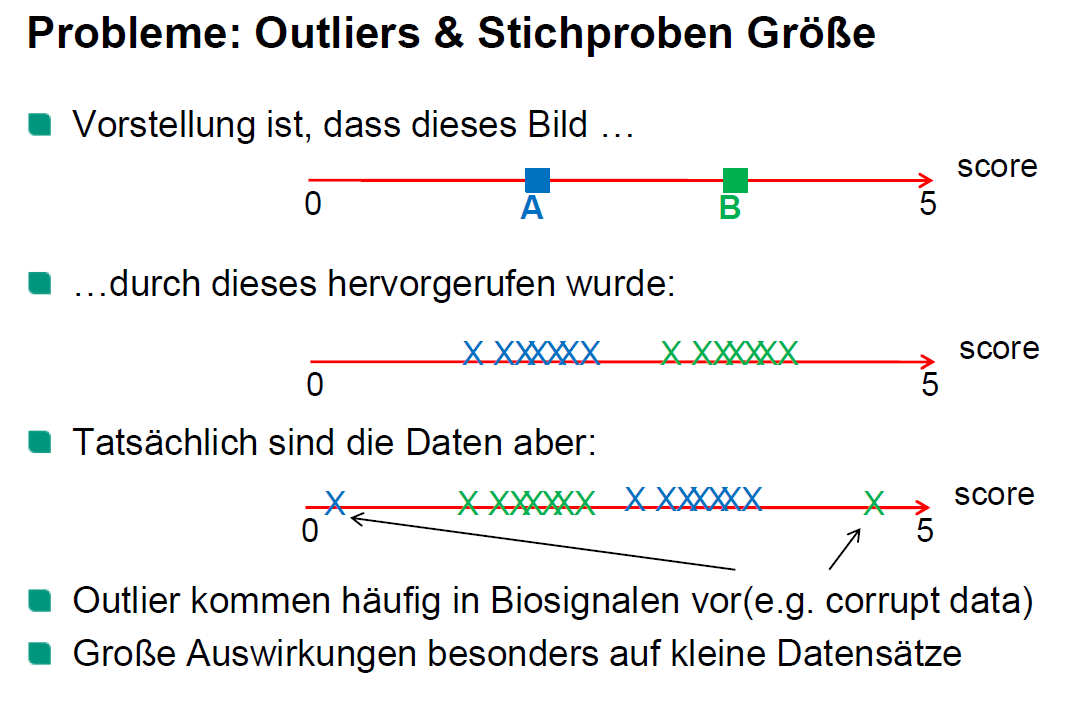 Probleme: Outliers & Stichproben Größe
Vorstellung ist, dass dieses Bild …
score
0
A
B
5
…durch dieses hervorgerufen wurde:
X XXXXXX X XXXXXX
score
0
5
Tatsächlich sind die Daten aber:
X X XXXXXX X XXXXXX X
score
0
5
Outlier kommen häufig in Biosignalen vor(e.g. corrupt data)
Große Auswirkungen besonders auf kleine Datensätze